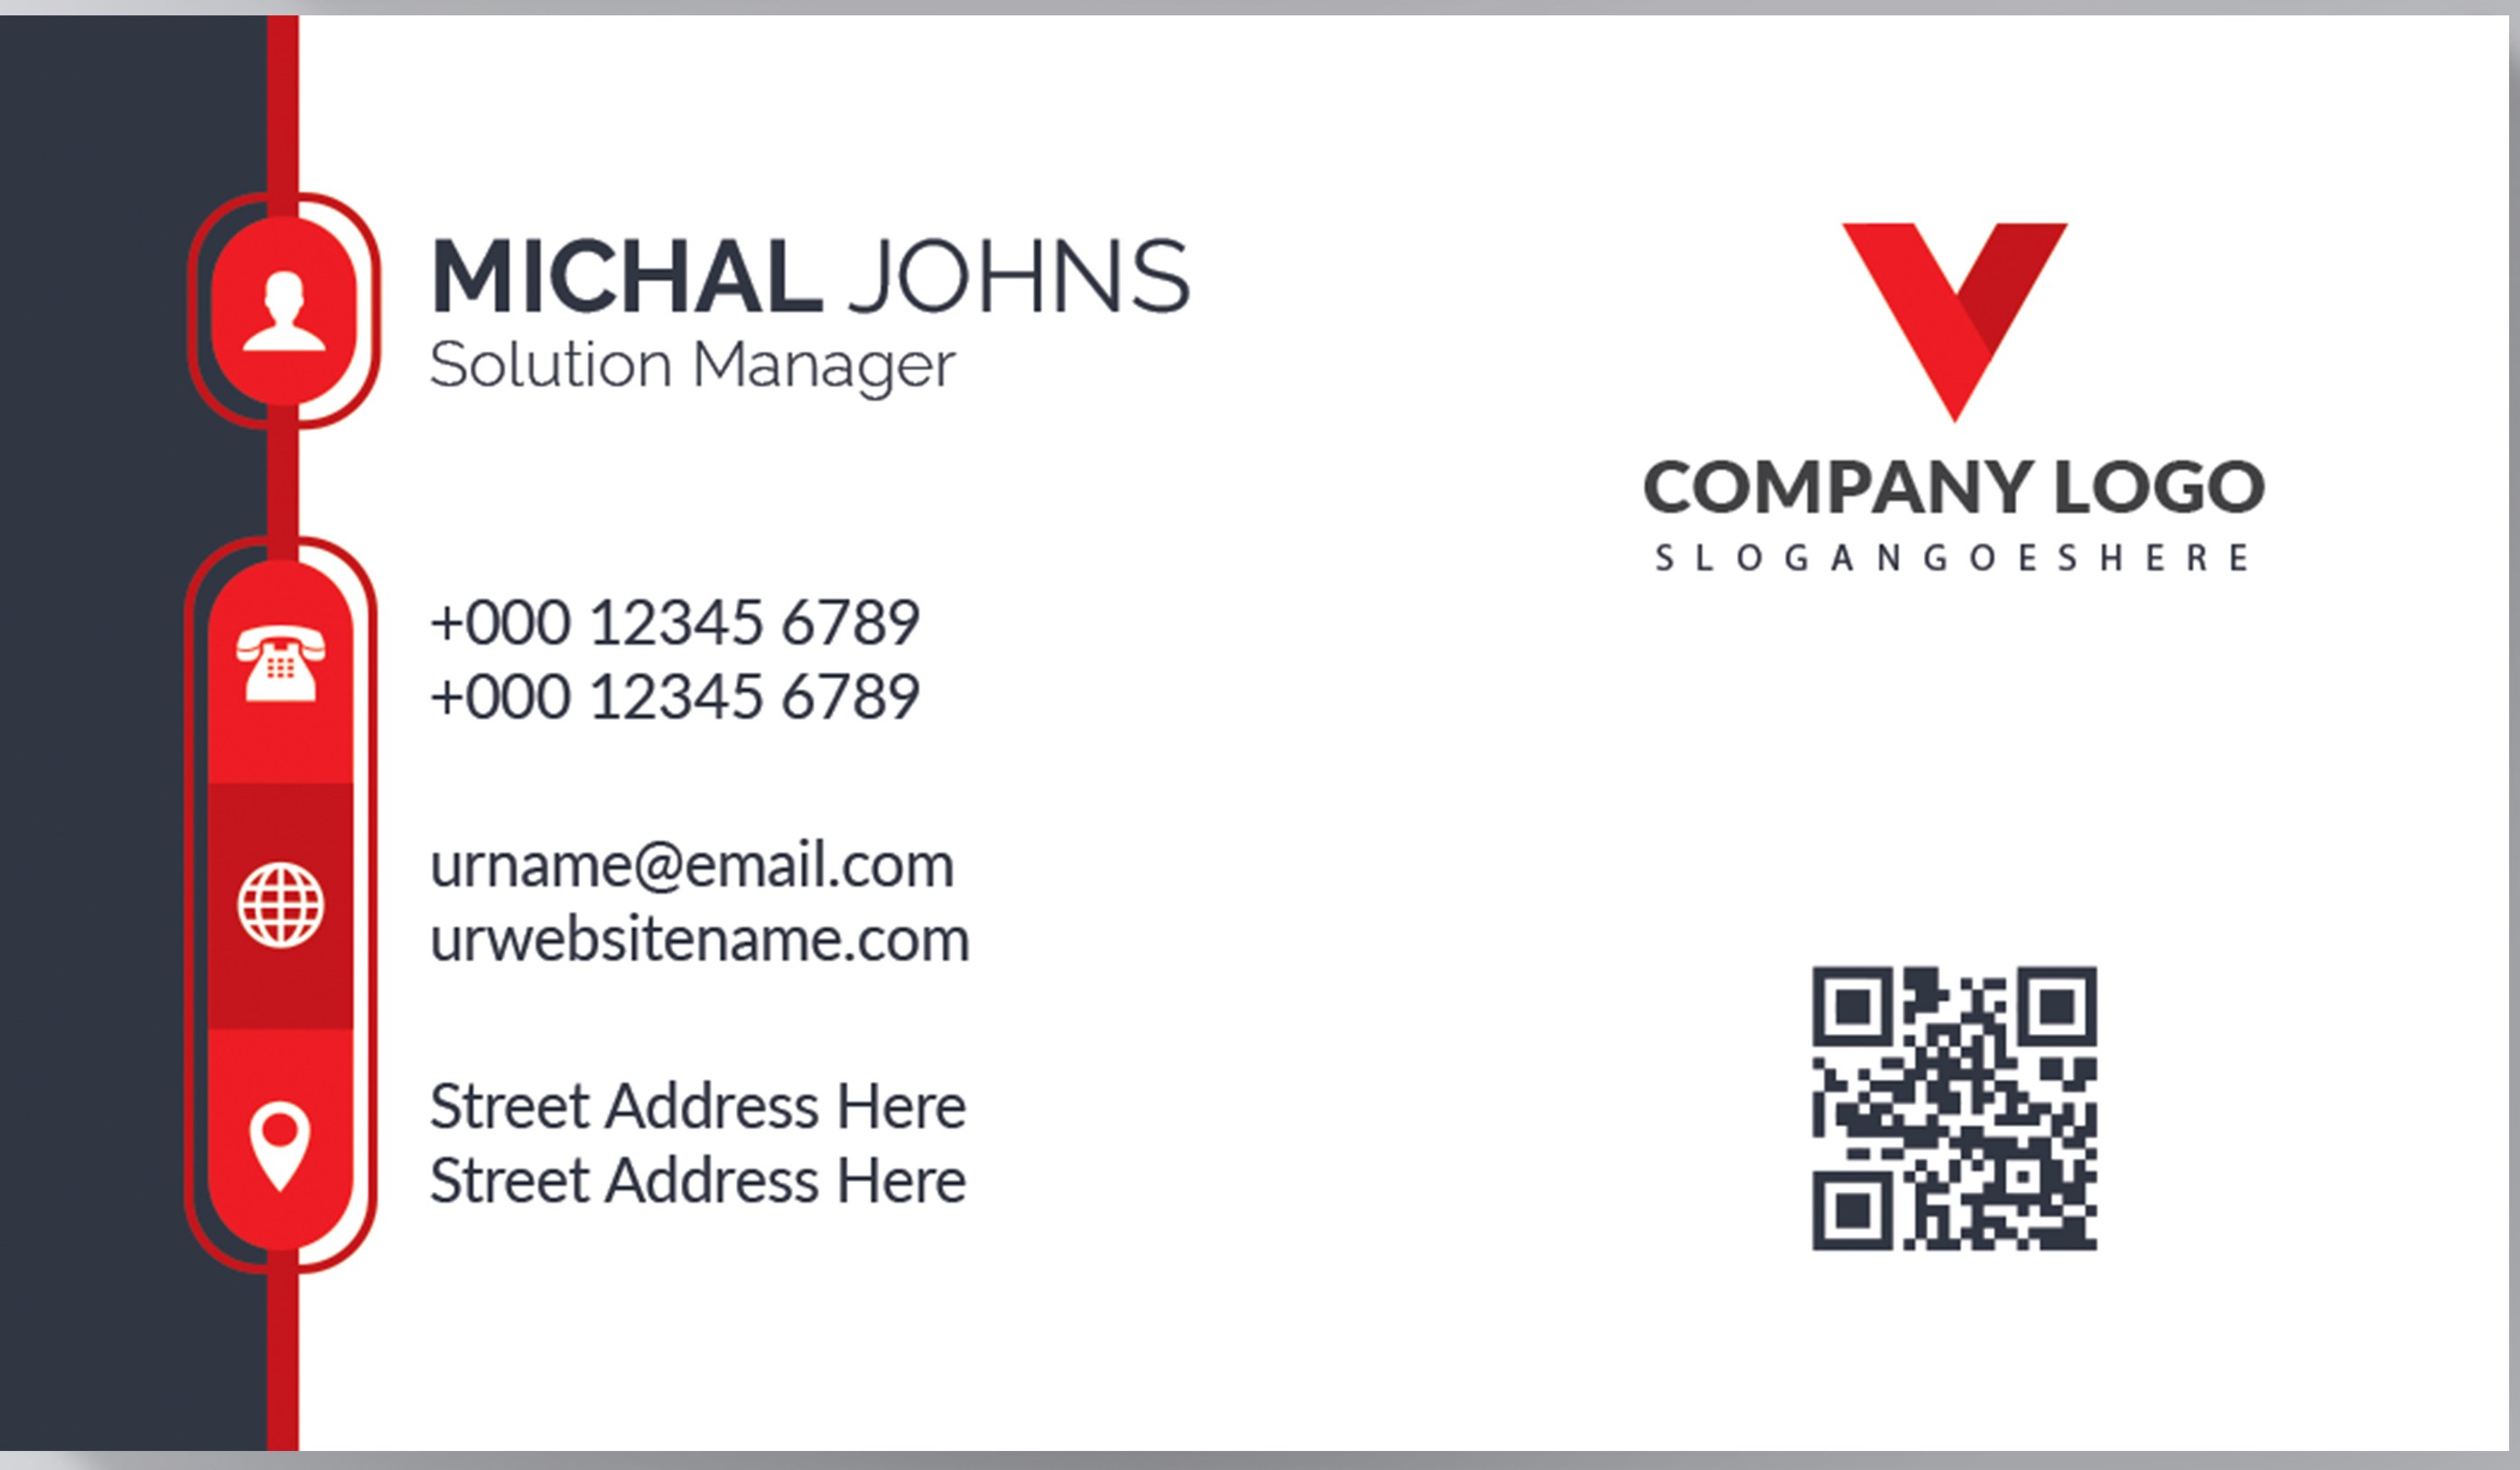 MICHAL JOHNS
Solution Manager
+000 12345 6789
+000 12345 6789
urname@email.com
urwebsitename.com
Street Address Here
Street Address Here
COMPANY LOGO
SLOGANGOESHERE